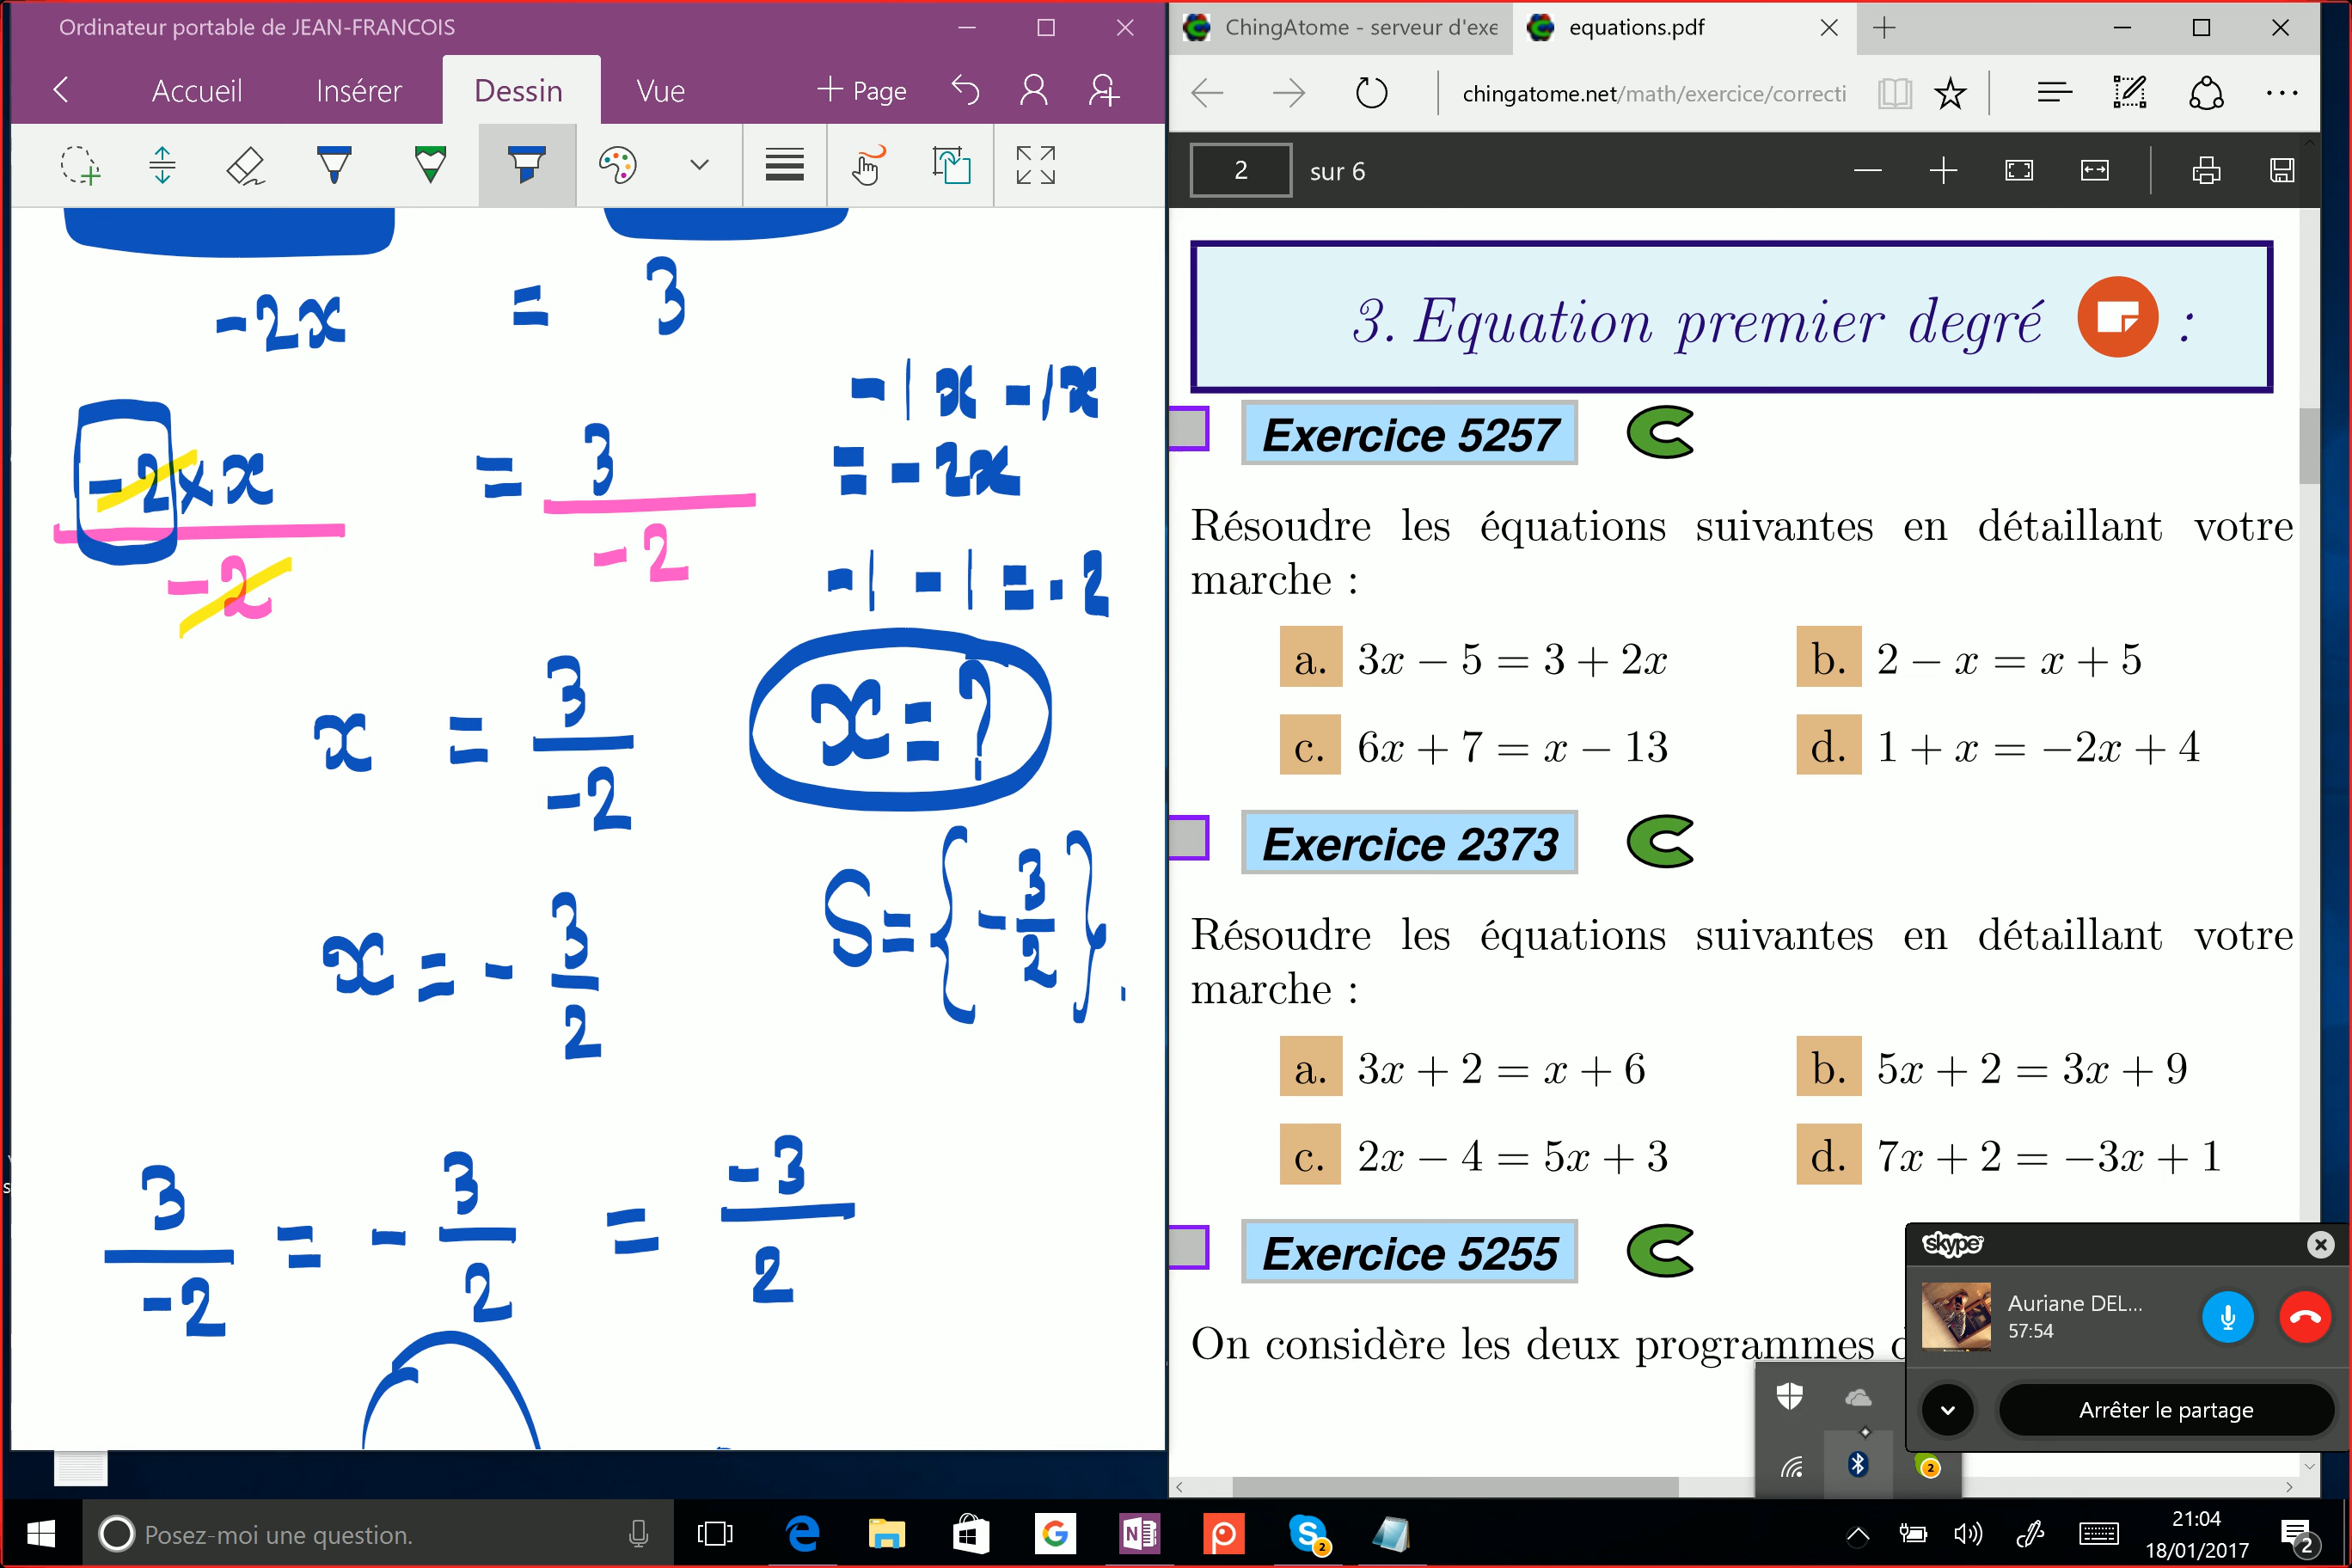 Ordinateur portable de JEAN-FRANCOIS
Accueil Insérer Dessin Vue + Page
-2x = 3
-1x -1x
-2 × x = 3
= -2x
-2 -2
-1 -1 = -2
x = 3/-2
x = ?
S = {-3/2}.
x = -3/2
3/-2 = -3/2 = -3/2
ChingAtome - serveur d'exe equations.pdf
chingatome.net/math/exercice/correcti
2 sur 6
3. Equation premier degré :
Exercice 5257
Résoudre les équations suivantes en détaillant votre
marche :
a. 3x − 5 = 3 + 2x b. 2 − x = x + 5
c. 6x + 7 = x − 13 d. 1 + x = −2x + 4
Exercice 2373
Résoudre les équations suivantes en détaillant votre
marche :
a. 3x + 2 = x + 6 b. 5x + 2 = 3x + 9
c. 2x − 4 = 5x + 3 d. 7x + 2 = −3x + 1
Exercice 5255
On considère les deux programmes
skype
Auriane DEL...
57:54
Arrêter le partage
Posez-moi une question.
21:04
18/01/2017